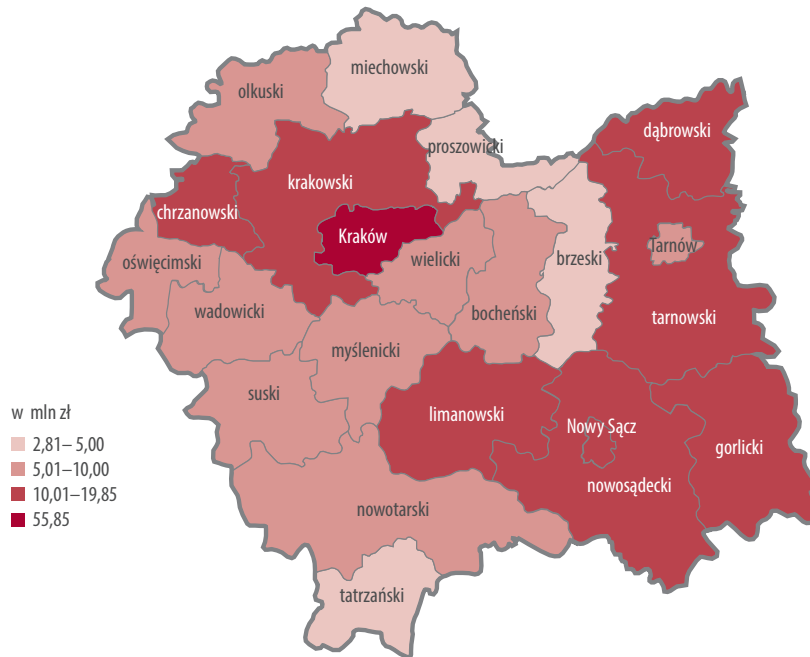 miechowski
olkuski
dąbrowski
proszowicki
krakowski
chrzanowski
Kraków
Tarnów
oświęcimski
wielicki
brzeski
wadowicki
bocheński
tarnowski
myślenicki
suski
limanowski
Nowy Sącz
gorlicki
nowosądecki
nowotarski
tatrzański
w mln zł
2,81– 5,00
5,01–10,00
10,01–19,85
55,85